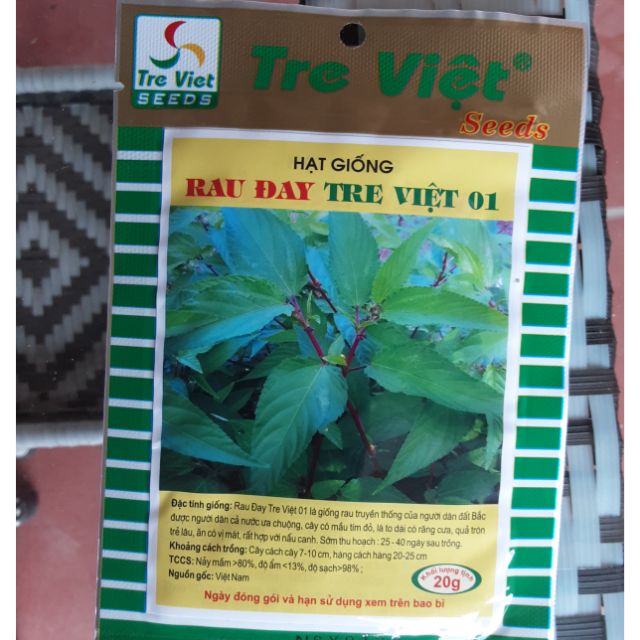 Tre Viet
SEEDS
Tre Việt®
Seeds
HẠT GIỐNG
RAU ĐAY TRE VIỆT 01
Đặc tính giống: Rau Đay Tre Việt 01 là giống rau truyền thống của người dân đất Bắc
được người dân cả nước ưa chuộng, cây có mầu tím đỏ, lá to dài có răng cưa, quả tròn
trẻ lâu, ăn có vị mát, rất hợp với nấu canh. Sớm thu hoạch : 25 - 40 ngày sau trồng.
Khoảng cách trồng: Cây cách cây 7-10 cm, hàng cách hàng 20-25 cm
TCCS: Nảy mầm >80%, độ ẩm <13%, độ sạch>98% ;
Nguồn gốc: Việt Nam
Khối lượng tịnh
20g
Ngày đóng gói và hạn sử dụng xem trên bao bì